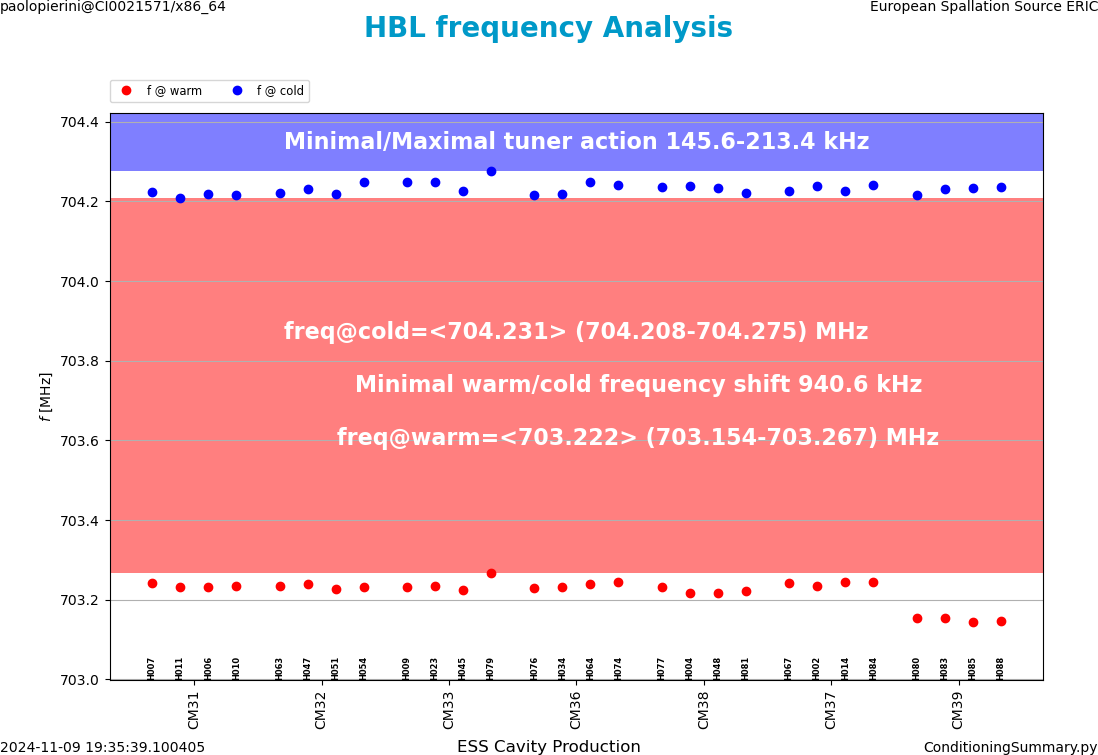 paolopierini@CI0021571/x86_64
European Spallation Source ERIC
HBL frequency Analysis
f @ warm
f @ cold
704.4
704.2
704.0
703.8
703.6
703.4
703.2
703.0
f [MHz]
Minimal/Maximal tuner action 145.6-213.4 kHz
freq@cold=<704.231> (704.208-704.275) MHz
Minimal warm/cold frequency shift 940.6 kHz
freq@warm=<703.222> (703.154-703.267) MHz
H007 H011 H006 H010 H063 H047 H051 H054 H009 H023 H045 H079 H076 H034 H064 H074 H077 H004 H048 H081 H067 H002 H014 H084 H080 H083 H085 H088
CM31 CM32 CM33 CM36 CM38 CM37 CM39
2024-11-09 19:35:39.100405
ESS Cavity Production
ConditioningSummary.py